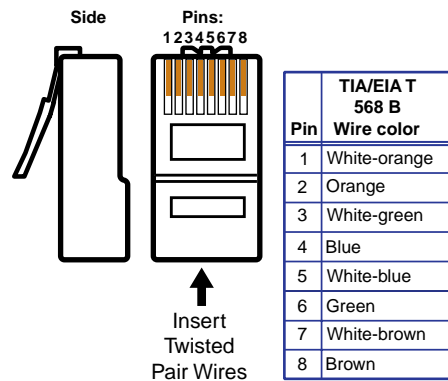 Side
Pins:
12345678
Insert
Twisted
Pair Wires
TIA/EIA T
568 B
Pin Wire color
1 White-orange
2 Orange
3 White-green
4 Blue
5 White-blue
6 Green
7 White-brown
8 Brown